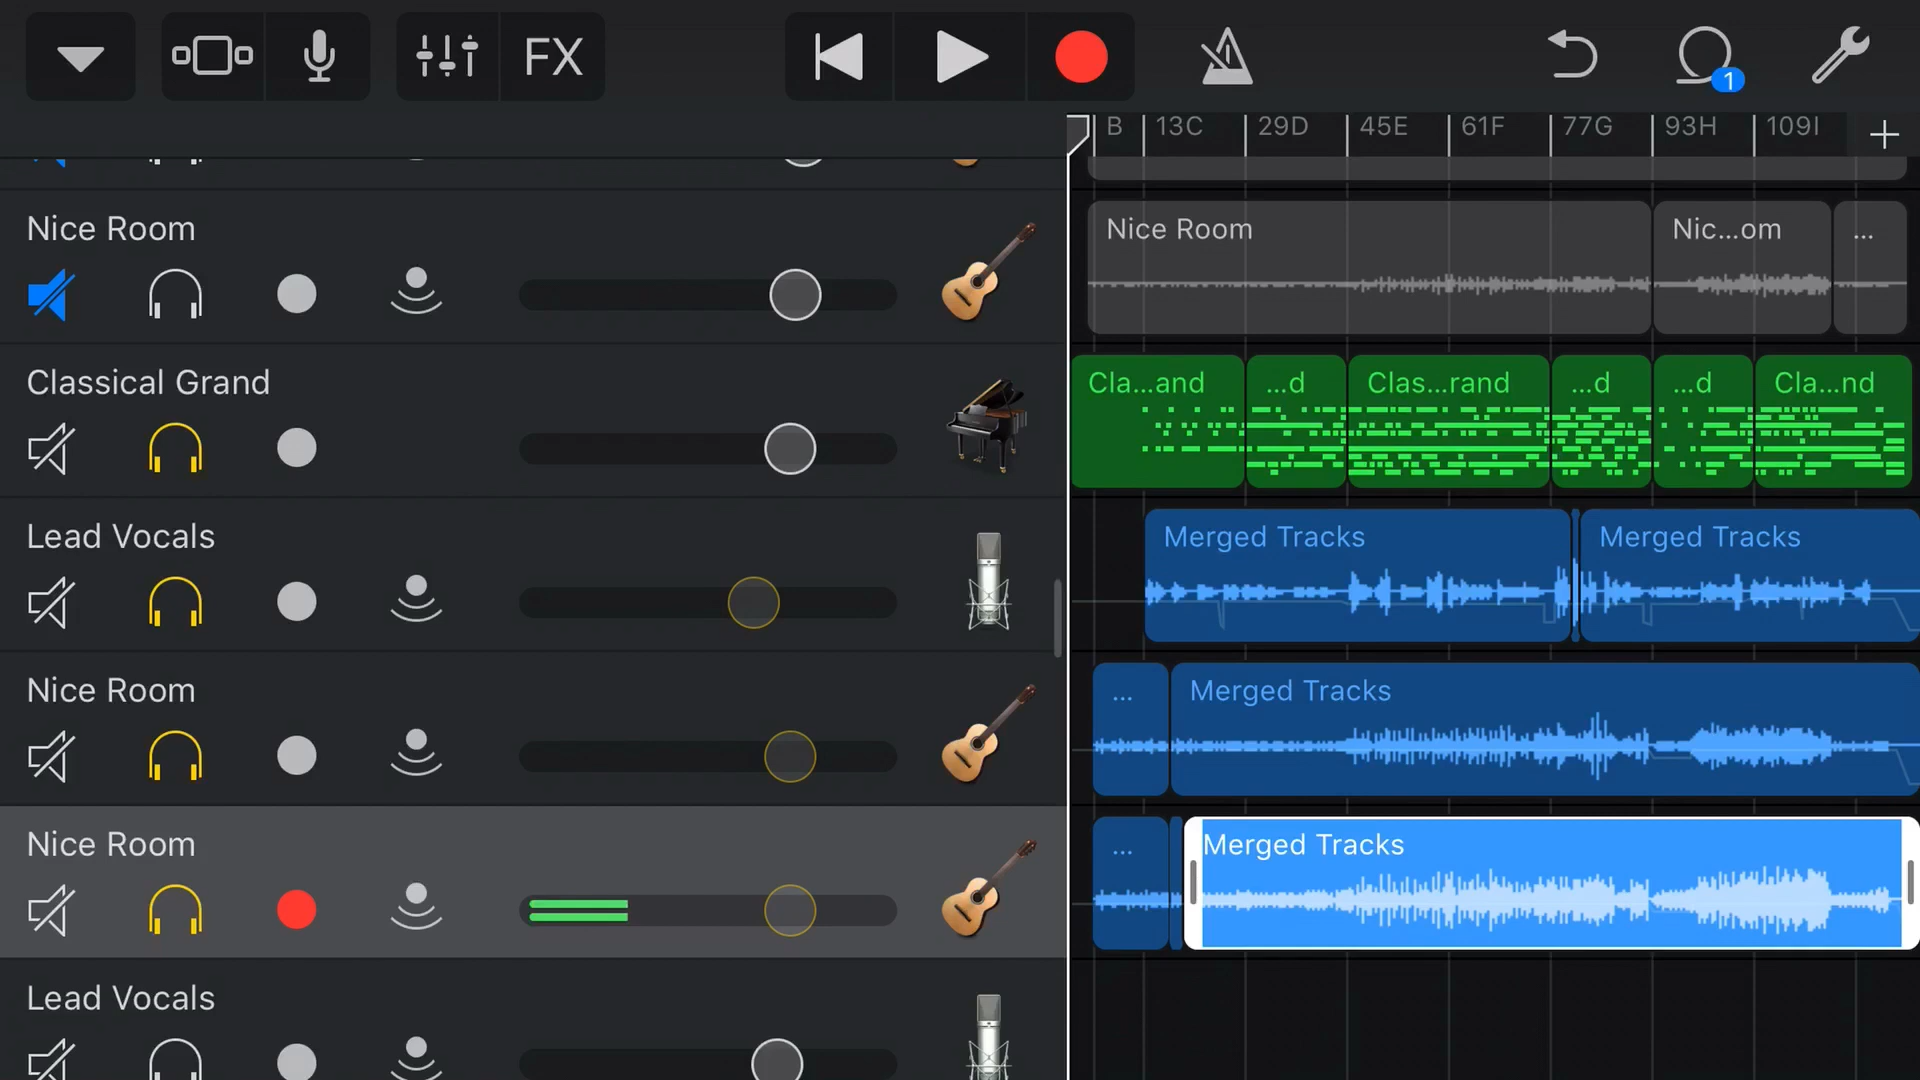 FX
1
B 13C 29D 45E 61F 77G 93H 109I
Nice Room
Nice Room Nic...om ...
Classical Grand
Cla...and ...d Clas...rand ...d ...d Cla...nd
Lead Vocals
Merged Tracks Merged Tracks
Nice Room
... Merged Tracks
Nice Room
... Merged Tracks
Lead Vocals